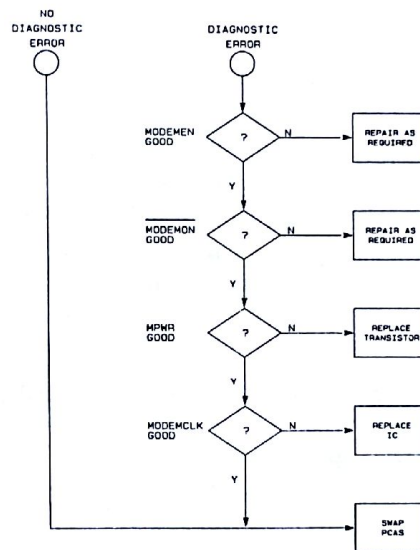 NO
DIAGNOSTIC
ERROR
DIAGNOSTIC
ERROR
MODEMEN
GOOD
?
N
REPAIR AS
REQUIRED
Y
MODEMON
GOOD
?
N
REPAIR AS
REQUIRED
Y
MPWR
GOOD
?
N
REPLACE
TRANSISTOR
Y
MODEMCLK
GOOD
?
N
REPLACE
IC
Y
SWAP
PCAS